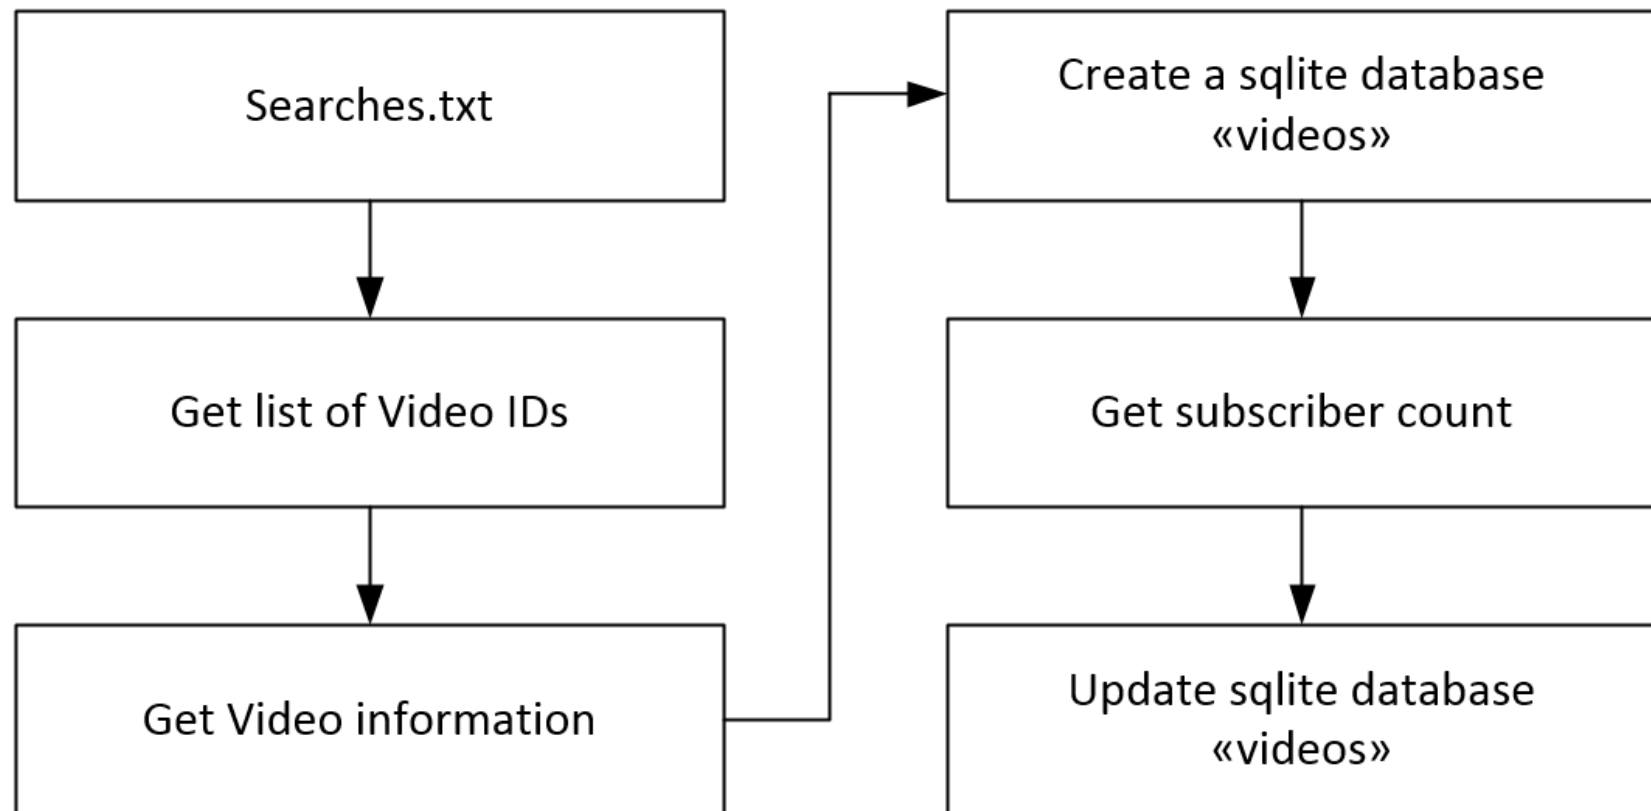 Searches.txt
Get list of Video IDs
Get Video information
Create a sqlite database
«videos»
Get subscriber count
Update sqlite database
«videos»